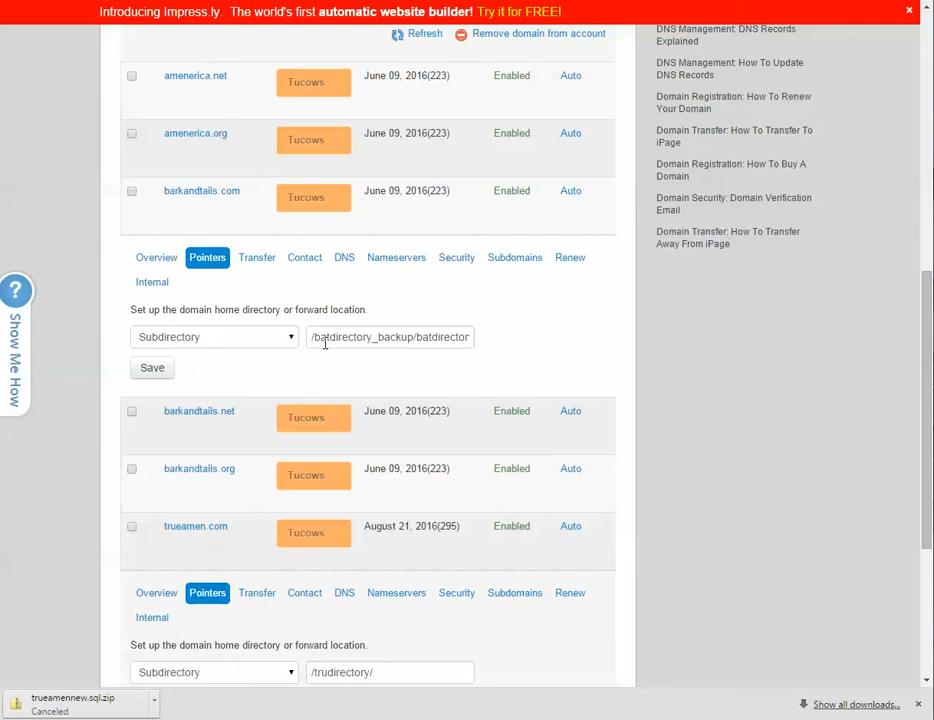 Introducing Impress.ly. The world's first automatic website builder! Try it for FREE!
×
Refresh
Remove domain from account
amenerica.net Tucows June 09, 2016(223) Enabled Auto
amenerica.org Tucows June 09, 2016(223) Enabled Auto
barkandtails.com Tucows June 09, 2016(223) Enabled Auto
Overview Pointers Transfer Contact DNS Nameservers Security Subdomains Renew
Internal
Set up the domain home directory or forward location.
Subdirectory /batdirectory_backup/batdirector
Save
barkandtails.net Tucows June 09, 2016(223) Enabled Auto
barkandtails.org Tucows June 09, 2016(223) Enabled Auto
trueamen.com Tucows August 21, 2016(295) Enabled Auto
Overview Pointers Transfer Contact DNS Nameservers Security Subdomains Renew
Internal
Set up the domain home directory or forward location.
Subdirectory /trudirectory/
DNS Management: DNS Records
Explained
DNS Management: How To Update
DNS Records
Domain Registration: How To Renew
Your Domain
Domain Transfer: How To Transfer To
iPage
Domain Registration: How To Buy A
Domain
Domain Security: Domain Verification
Email
Domain Transfer: How To Transfer
Away From iPage
?
Show Me How
trueamennew.sql.zip
Canceled
Show all downloads...
×